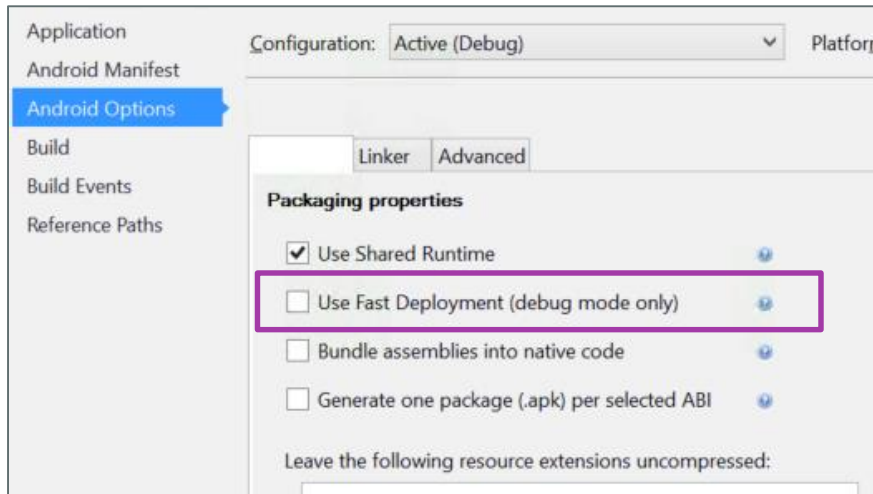 Application
Android Manifest
Android Options
Build
Build Events
Reference Paths
Configuration: Active (Debug)
Linker Advanced
Packaging properties
Use Shared Runtime
Use Fast Deployment (debug mode only)
Bundle assemblies into native code
Generate one package (.apk) per selected ABI
Leave the following resource extensions uncompressed: